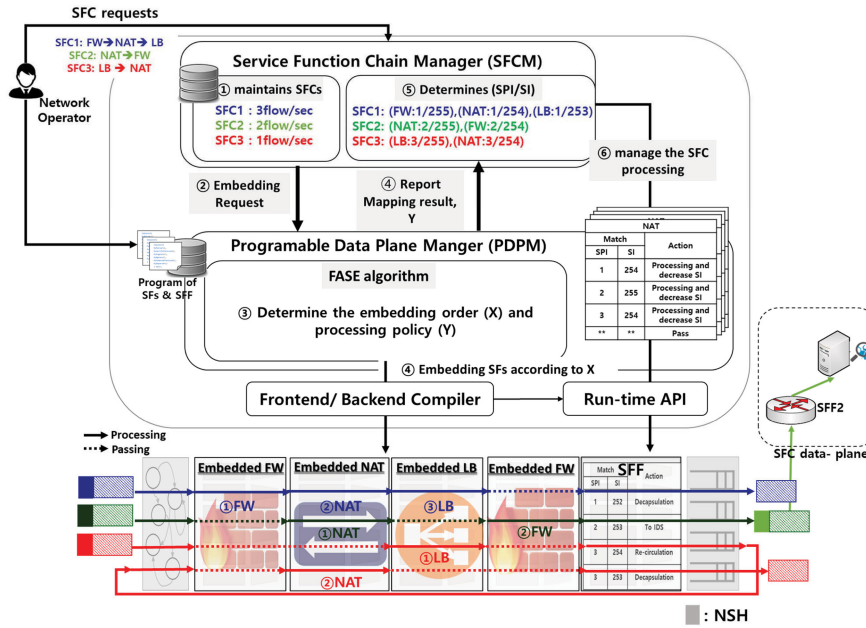 SFC requests
SFC1: FW→NAT→ LB
SFC2: NAT→FW
SFC3: LB → NAT
Network
Operator
Service Function Chain Manager (SFCM)
① maintains SFCs
SFC1 : 3flow/sec
SFC2 : 2flow/sec
SFC3 : 1flow/sec
⑤ Determines (SPI/SI)
SFC1: (FW:1/255),(NAT:1/254),(LB:1/253)
SFC2: (NAT:2/255),(FW:2/254)
SFC3: (LB:3/255),(NAT:3/254)
② Embedding
Request
④ Report
Mapping result,
Y
⑥ manage the SFC
processing
NAT
Match
Action
SPI
SI
1 254 Processing and
decrease SI
2 255 Processing and
decrease SI
3 254 Processing and
decrease SI
** ** Pass
Programable Data Plane Manger (PDPM)
Program of
SFs & SFF
FASE algorithm
③ Determine the embedding order (X) and
processing policy (Y)
④ Embedding SFs according to X
Frontend/ Backend Compiler
Run-time API
SFF2
SFC data- plane
Processing
Passing
Embedded FW
Embedded NAT
Embedded LB
Embedded FW
SFF
Match
Action
SPI
SI
1 252 Decapsulation
2 253 To IDS
3 254 Re-circulation
3 253 Decapsulation
①FW
②NAT
③LB
①NAT
②FW
①LB
②NAT
: NSH